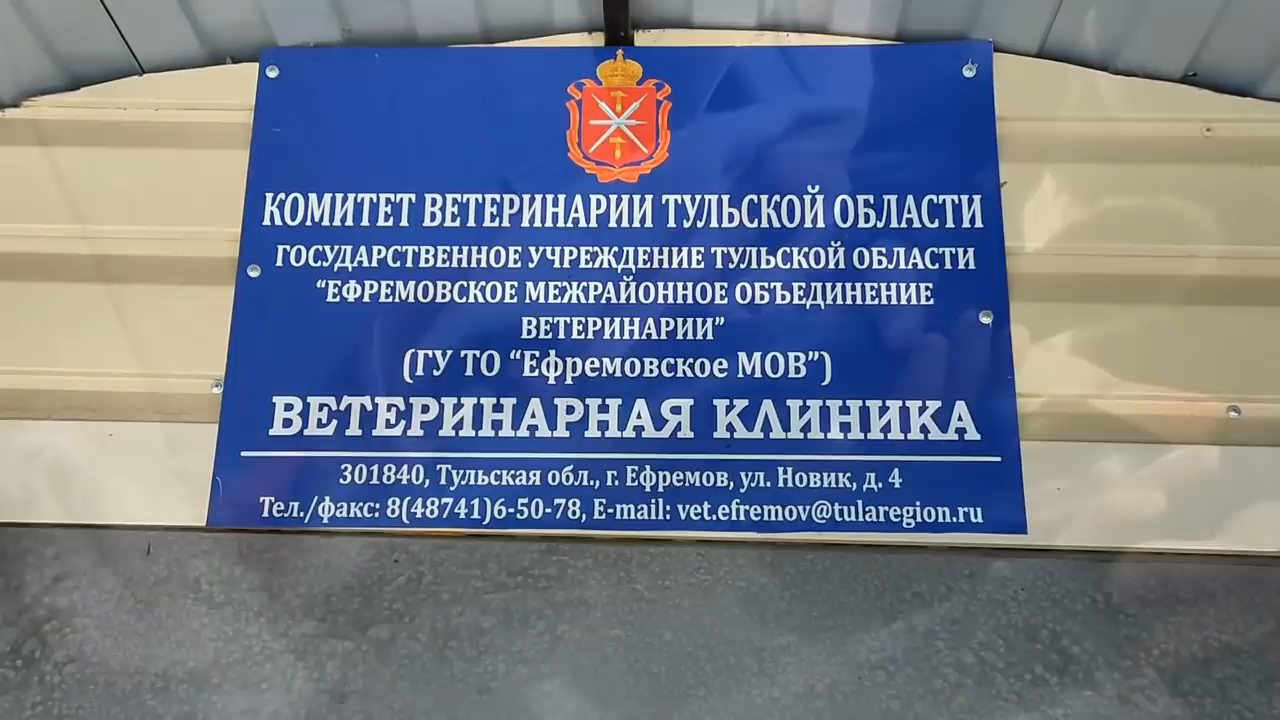 КОМИТЕТ ВЕТЕРИНАРИИ ТУЛЬСКОЙ ОБЛАСТИ
ГОСУДАРСТВЕННОЕ УЧРЕЖДЕНИЕ ТУЛЬСКОЙ ОБЛАСТИ
“ЕФРЕМОВСКОЕ МЕЖРАЙОННОЕ ОБЪЕДИНЕНИЕ
ВЕТЕРИНАРИИ”
(ГУ ТО “Ефремовское МОВ”)
ВЕТЕРИНАРНАЯ КЛИНИКА
301840, Тульская обл., г. Ефремов, ул. Новик, д. 4
Тел./факс: 8(48741)6-50-78, E-mail: vet.efremov@tularegion.ru